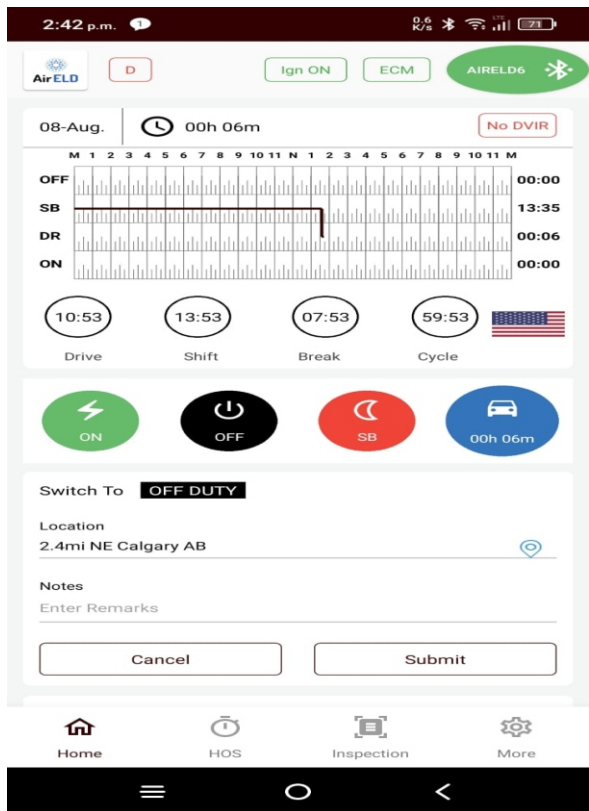 2:42 p.m. 1 0.6 K/s LTE 71
AirELD D Ign ON ECM AIRELD6
08-Aug. 00h 06m No DVIR
M 1 2 3 4 5 6 7 8 9 10 11 N 1 2 3 4 5 6 7 8 9 10 11 M
OFF 00:00
SB 13:35
DR 00:06
ON 00:00
10:53 13:53 07:53 59:53
Drive Shift Break Cycle
ON OFF SB 00h 06m
Switch To OFF DUTY
Location
2.4mi NE Calgary AB
Notes
Enter Remarks
Cancel Submit
Home HOS Inspection More